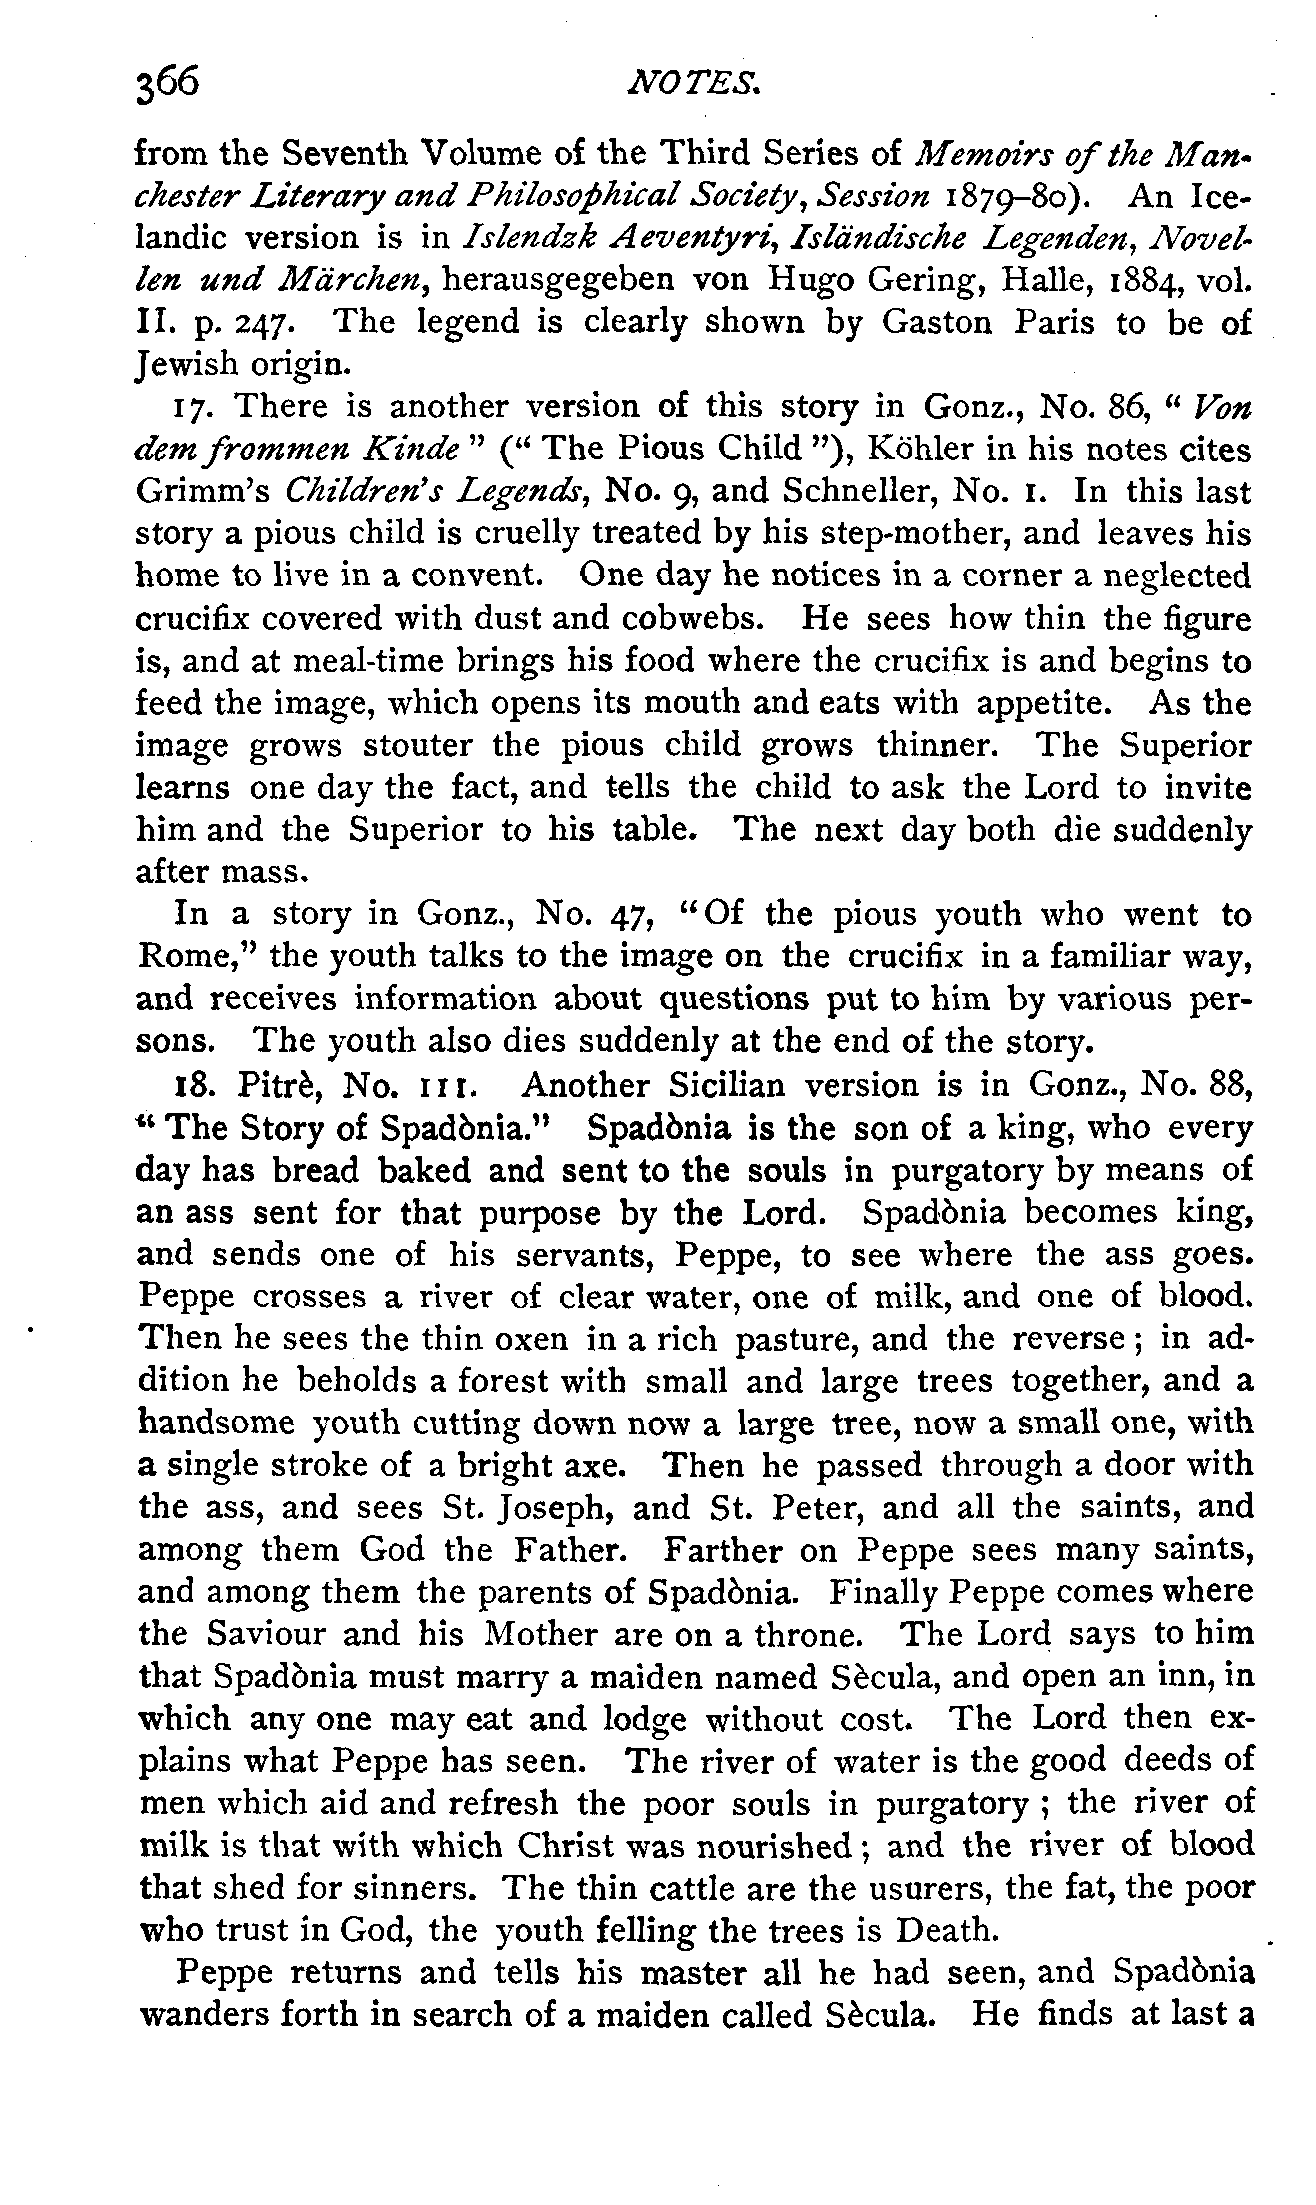 366 NOTES.
from the Seventh Volume of the Third Series of Memoirs of the Man-
chester Literary and Philosophical Society, Session 1879–80). An Ice-
landic version is in Islendzk Aeventyri, Isländische Legenden, Novel-
len und Märchen, herausgegeben von Hugo Gering, Halle, 1884, vol.
II. p. 247. The legend is clearly shown by Gaston Paris to be of
Jewish origin.
17. There is another version of this story in Gonz., No. 86, “ Von
dem frommen Kinde ” (“ The Pious Child ”), Köhler in his notes cites
Grimm's Children's Legends, No. 9, and Schneller, No. 1. In this last
story a pious child is cruelly treated by his step-mother, and leaves his
home to live in a convent. One day he notices in a corner a neglected
crucifix covered with dust and cobwebs. He sees how thin the figure
is, and at meal-time brings his food where the crucifix is and begins to
feed the image, which opens its mouth and eats with appetite. As the
image grows stouter the pious child grows thinner. The Superior
learns one day the fact, and tells the child to ask the Lord to invite
him and the Superior to his table. The next day both die suddenly
after mass.
In a story in Gonz., No. 47, “Of the pious youth who went to
Rome,” the youth talks to the image on the crucifix in a familiar way,
and receives information about questions put to him by various per-
sons. The youth also dies suddenly at the end of the story.
18. Pitrè, No. 111. Another Sicilian version is in Gonz., No. 88,
“ The Story of Spadònia.” Spadònia is the son of a king, who every
day has bread baked and sent to the souls in purgatory by means of
an ass sent for that purpose by the Lord. Spadònia becomes king,
and sends one of his servants, Peppe, to see where the ass goes.
Peppe crosses a river of clear water, one of milk, and one of blood.
Then he sees the thin oxen in a rich pasture, and the reverse ; in ad-
dition he beholds a forest with small and large trees together, and a
handsome youth cutting down now a large tree, now a small one, with
a single stroke of a bright axe. Then he passed through a door with
the ass, and sees St. Joseph, and St. Peter, and all the saints, and
among them God the Father. Farther on Peppe sees many saints,
and among them the parents of Spadònia. Finally Peppe comes where
the Saviour and his Mother are on a throne. The Lord says to him
that Spadònia must marry a maiden named Sècula, and open an inn, in
which any one may eat and lodge without cost. The Lord then ex-
plains what Peppe has seen. The river of water is the good deeds of
men which aid and refresh the poor souls in purgatory ; the river of
milk is that with which Christ was nourished ; and the river of blood
that shed for sinners. The thin cattle are the usurers, the fat, the poor
who trust in God, the youth felling the trees is Death.
Peppe returns and tells his master all he had seen, and Spadònia
wanders forth in search of a maiden called Sècula. He finds at last a